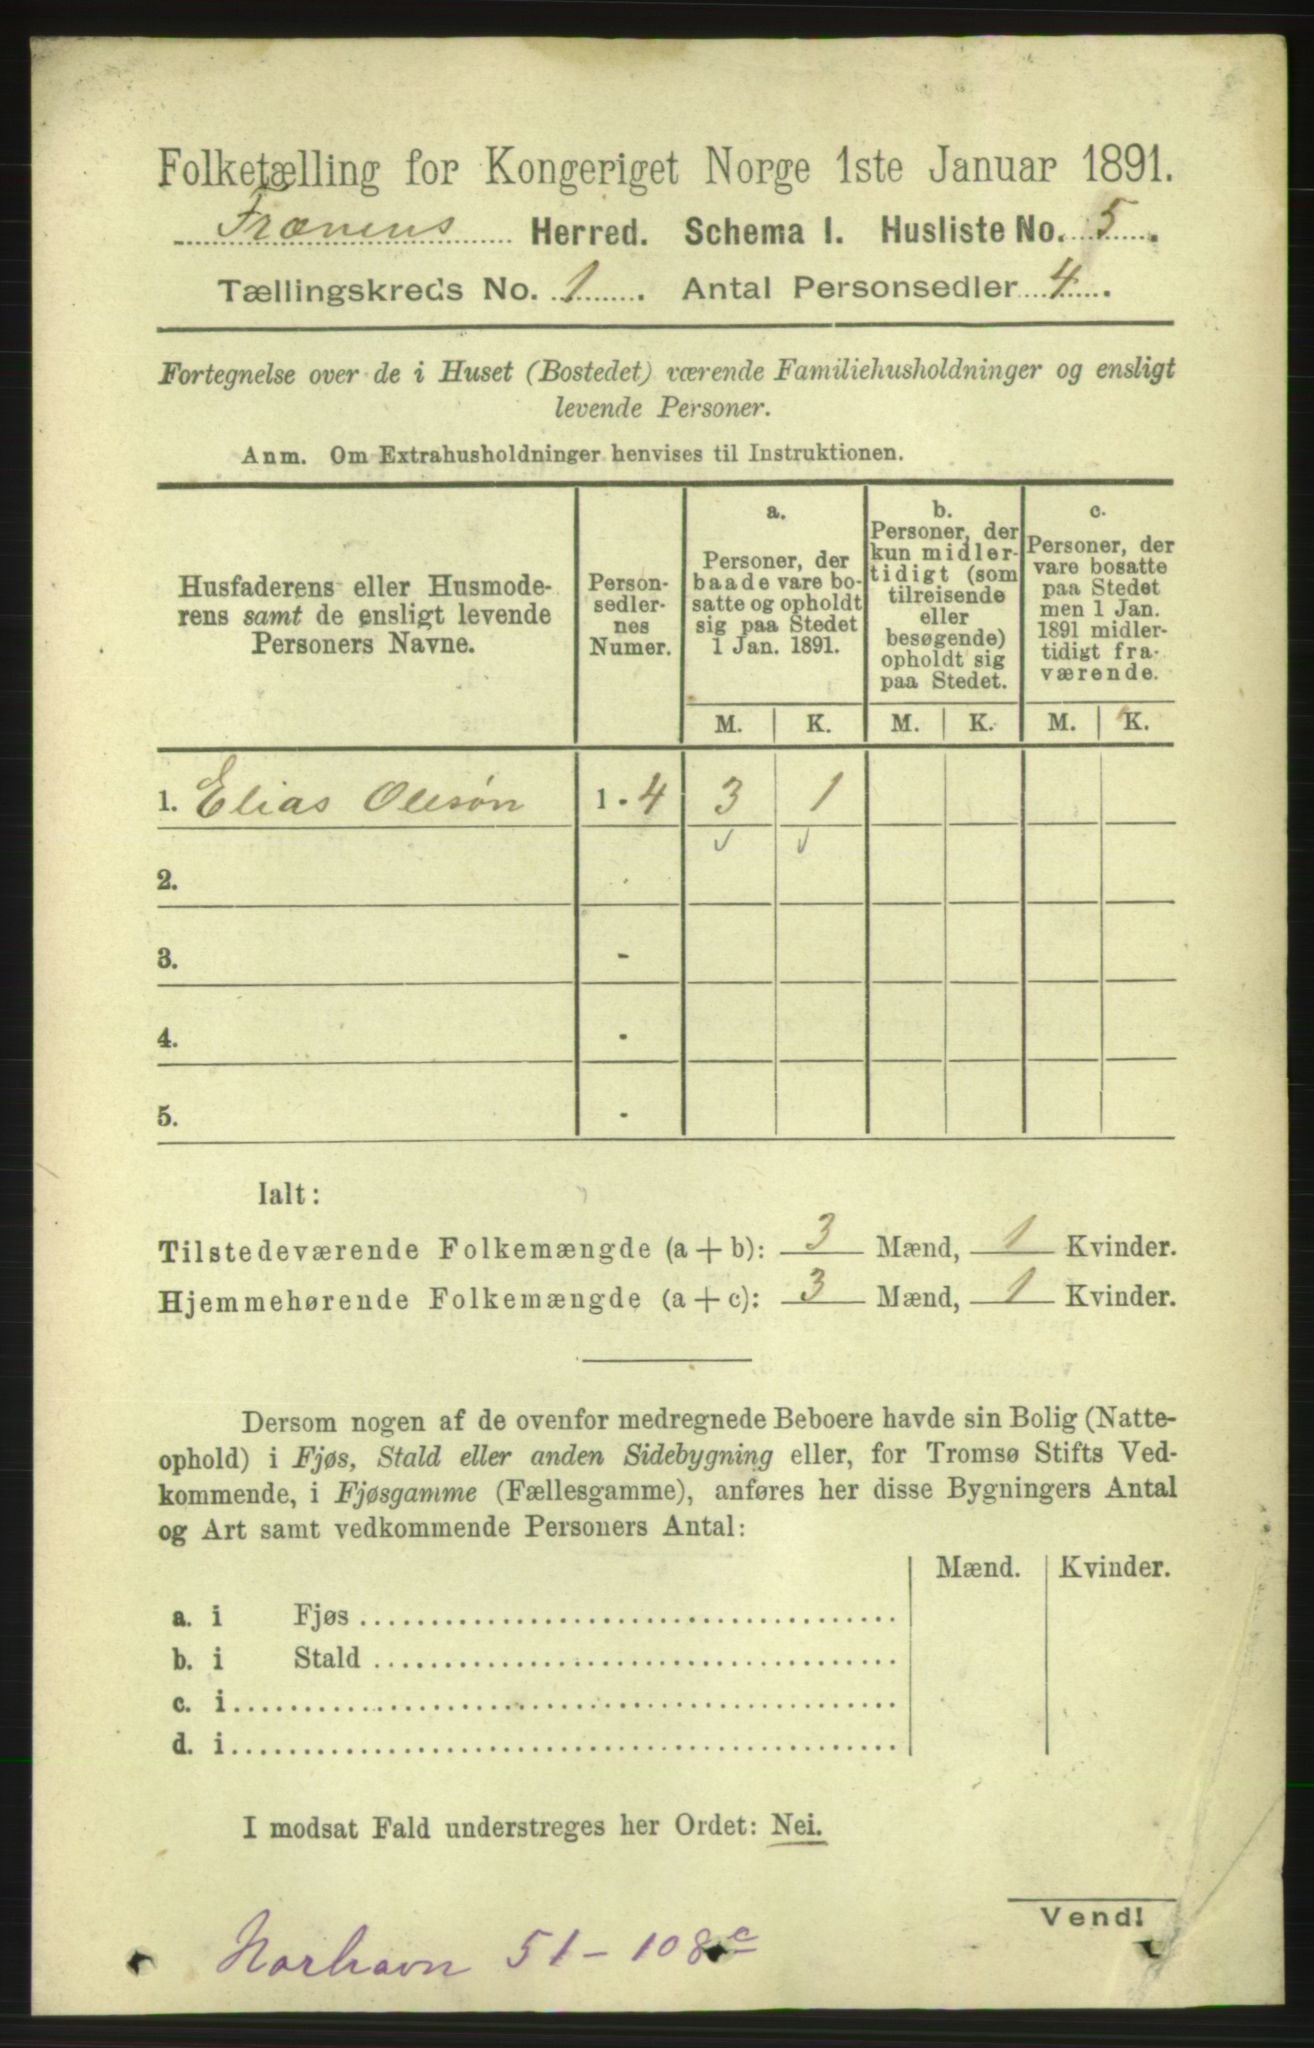 Folketælling for Kongeriget Norge 1ste Januar 1891.
Frænens Herred. Schema I. Husliste No. 5.
Tællingskreds No. 1. Antal Personsedler 4.
Fortegnelse over de i Huset (Bostedet) værende Familiehusholdninger og ensligt
levende Personer.
Anm. Om Extrahusholdninger henvises til Instruktionen.
Husfaderens eller Husmode-
rens samt de ensligt levende
Personers Navne.
Person-
sedler-
nes
Numer.
a.
Personer, der
baade vare bo-
satte og opholdt
sig paa Stedet
1 Jan. 1891.
b.
Personer, der
kun midler-
tidigt (som
tilreisende
eller
besøgende)
opholdt sig
paa Stedet.
c.
Personer, der
vare bosatte
paa Stedet
men 1 Jan.
1891 midler-
tidigt fra-
værende.
M. K. M. K. M. K.
1. Elias Olesøn 1 - 4 3 1
2.
3. -
4. -
5. -
Ialt:
Tilstedeværende Folkemængde (a + b): 3 Mænd, 1 Kvinder.
Hjemmehørende Folkemængde (a + c): 3 Mænd, 1 Kvinder.
Dersom nogen af de ovenfor medregnede Beboere havde sin Bolig (Natte-
ophold) i Fjøs, Stald eller anden Sidebygning eller, for Tromsø Stifts Ved-
kommende, i Fjøsgamme (Fællesgamme), anføres her disse Bygningers Antal
og Art samt vedkommende Personers Antal:
Mænd. Kvinder.
a. i Fjøs
b. i Stald
c. i
d. i
I modsat Fald understreges her Ordet: Nei.
Vend!
Norhavn 51-108 c